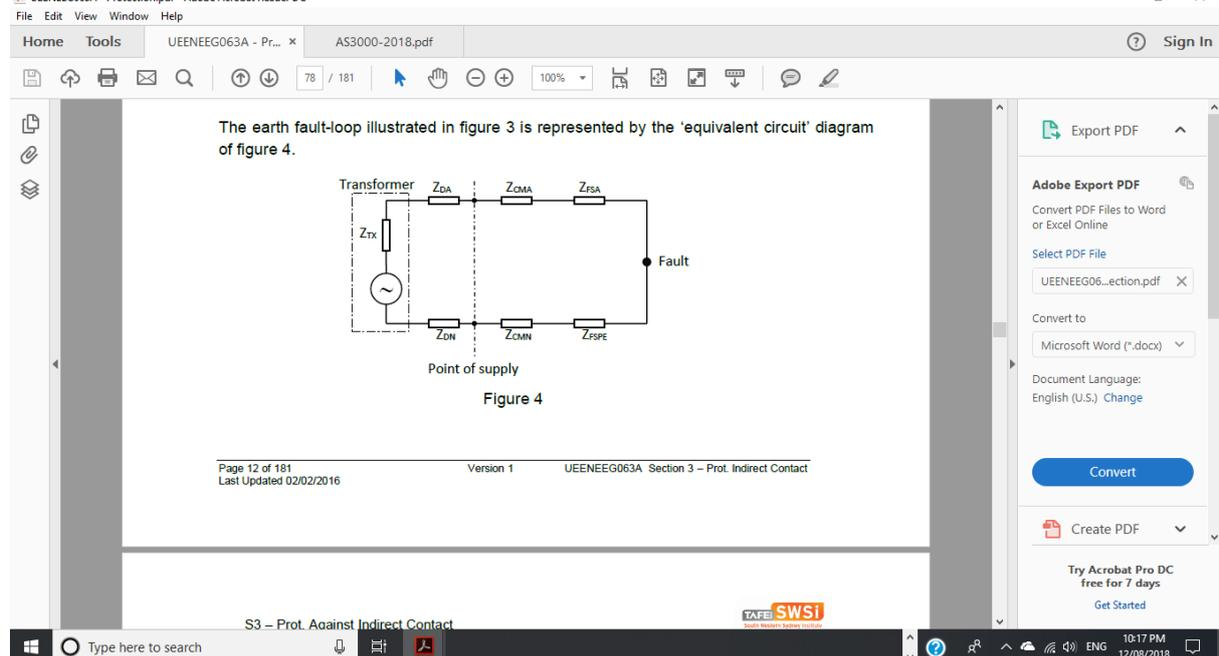 File Edit View Window Help
Home Tools UEENEEG063A - Pr... × AS3000-2018.pdf Sign In
78 / 181 100%
The earth fault-loop illustrated in figure 3 is represented by the 'equivalent circuit' diagram
of figure 4.
Transformer ZDA ZCMA ZFSA
ZTX
Fault
ZDN ZCMN ZFSPE
Point of supply
Figure 4
Page 12 of 181 Version 1 UEENEEG063A Section 3 – Prot. Indirect Contact
Last Updated 02/02/2016
S3 – Prot. Against Indirect Contact
TAFE SWSi
South Western Sydney Institute
Export PDF
Adobe Export PDF
Convert PDF Files to Word
or Excel Online
Select PDF File
UEENEEG06...ection.pdf
Convert to
Microsoft Word (*.docx)
Document Language:
English (U.S.) Change
Convert
Create PDF
Try Acrobat Pro DC
free for 7 days
Get Started
Type here to search
ENG
10:17 PM
12/08/2018